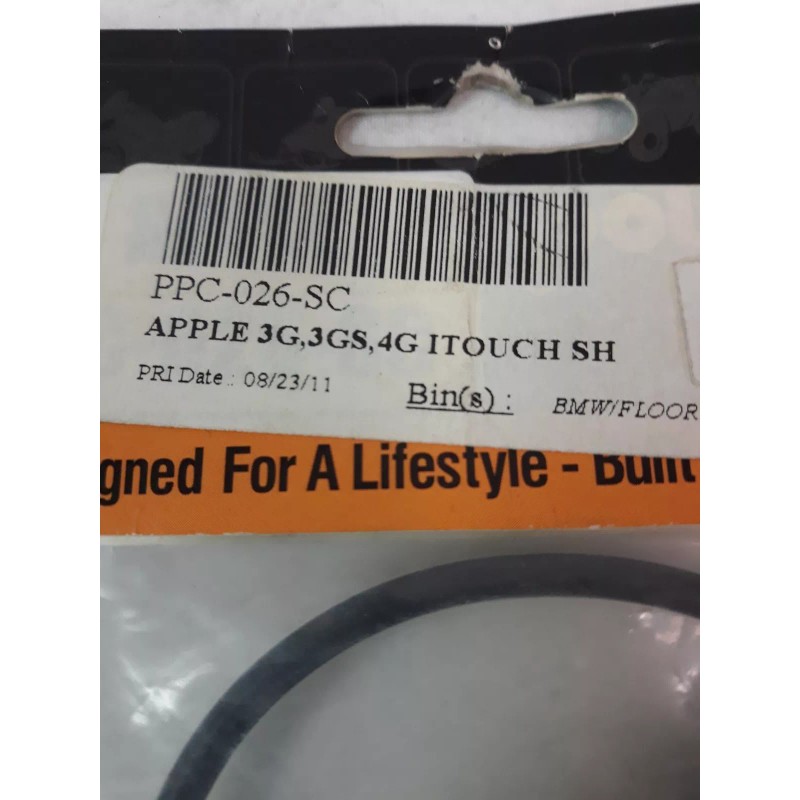 PPC-026-SC
APPLE 3G,3GS,4G ITOUCH SH
PRI Date : 08/23/11 Bin(s) : BMW/FLOOR
gned For A Lifestyle - Built